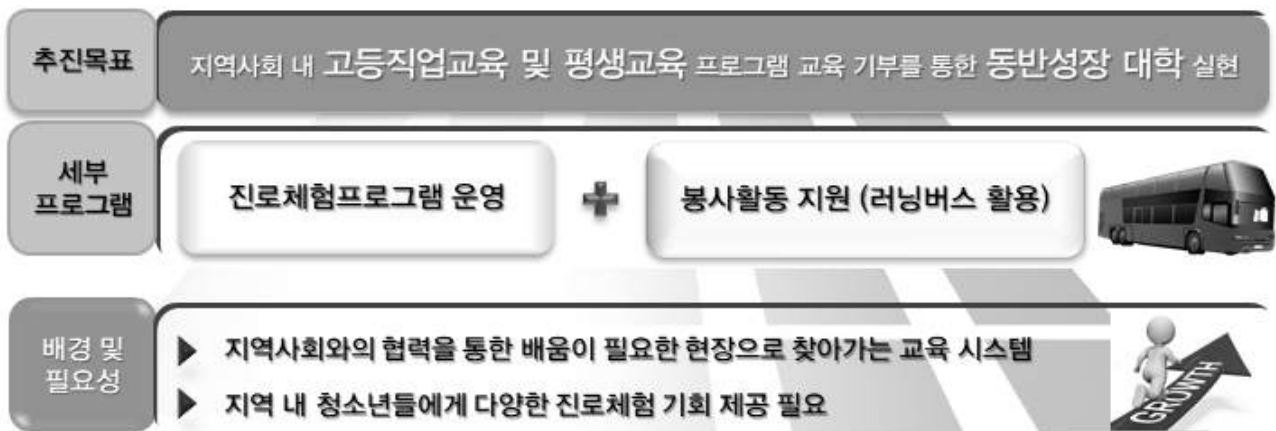 추진목표
지역사회 내 고등직업교육 및 평생교육 프로그램 교육 기부를 통한 동반성장 대학 실현
세부
프로그램
진로체험프로그램 운영
봉사활동 지원 (러닝버스 활용)
배경 및
필요성
▶ 지역사회와의 협력을 통한 배움이 필요한 현장으로 찾아가는 교육 시스템
▶ 지역 내 청소년들에게 다양한 진로체험 기회 제공 필요
GROWTH